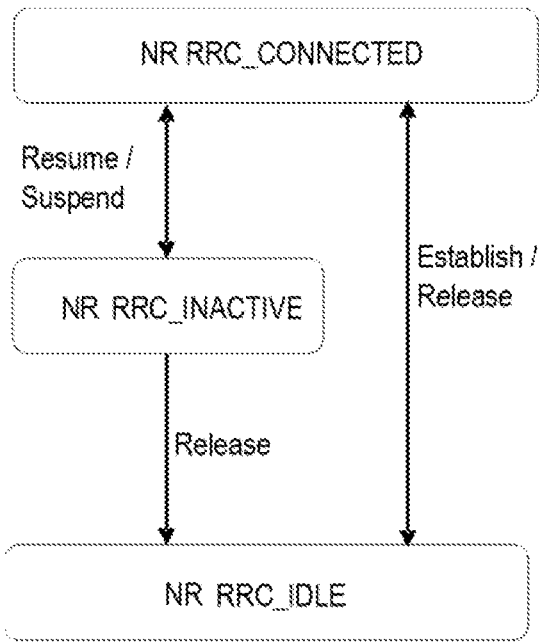 NR RRC_CONNECTED
Resume /
Suspend
Establish /
Release
NR RRC_INACTIVE
Release
NR RRC_IDLE